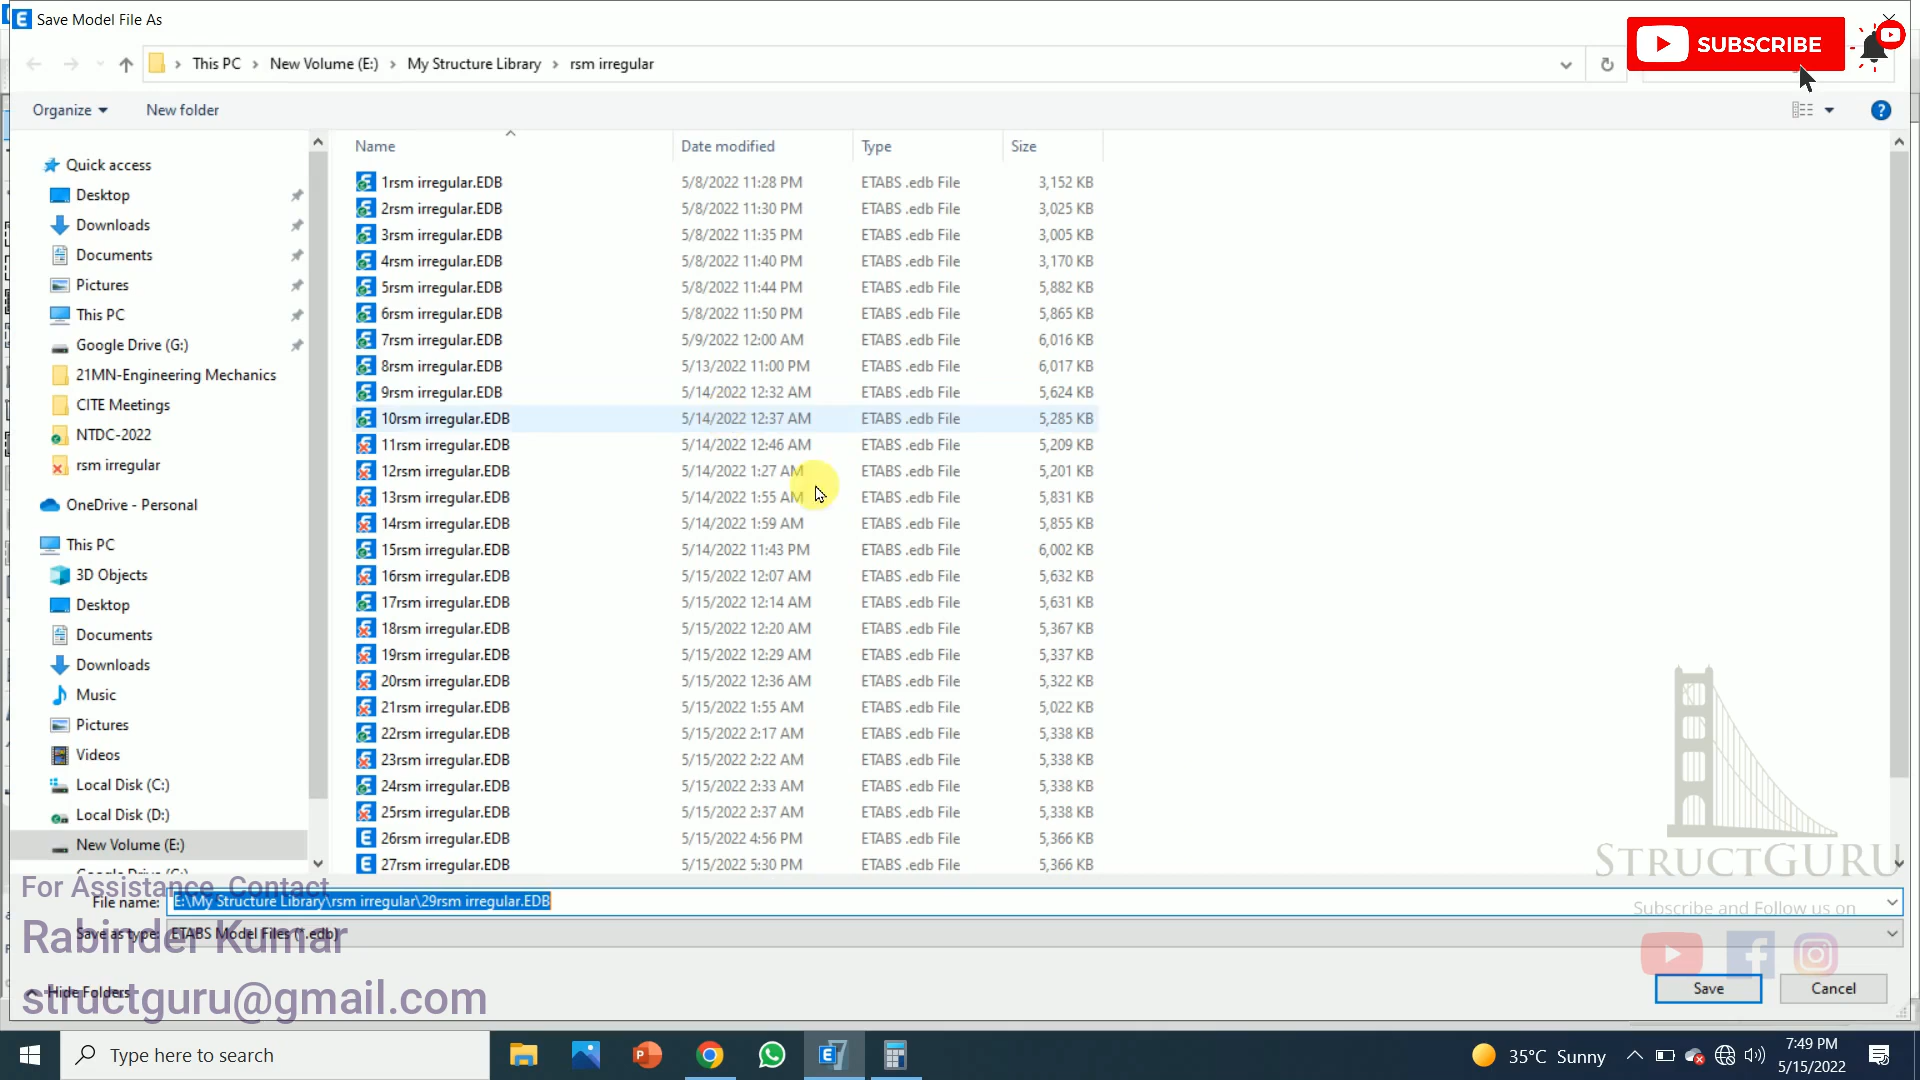 Save Model File As
SUBSCRIBE
This PC > New Volume (E:) > My Structure Library > rsm irregular
Organize
New folder
Name
Date modified
Type
Size
Quick access
Desktop
Downloads
Documents
Pictures
This PC
Google Drive (G:)
21MN-Engineering Mechanics
CITE Meetings
NTDC-2022
rsm irregular
OneDrive - Personal
This PC
3D Objects
Desktop
Documents
Downloads
Music
Pictures
Videos
Local Disk (C:)
Local Disk (D:)
New Volume (E:)
1rsm irregular.EDB 5/8/2022 11:28 PM ETABS .edb File 3,152 KB
2rsm irregular.EDB 5/8/2022 11:30 PM ETABS .edb File 3,025 KB
3rsm irregular.EDB 5/8/2022 11:35 PM ETABS .edb File 3,005 KB
4rsm irregular.EDB 5/8/2022 11:40 PM ETABS .edb File 3,170 KB
5rsm irregular.EDB 5/8/2022 11:44 PM ETABS .edb File 5,882 KB
6rsm irregular.EDB 5/8/2022 11:50 PM ETABS .edb File 5,865 KB
7rsm irregular.EDB 5/9/2022 12:00 AM ETABS .edb File 6,016 KB
8rsm irregular.EDB 5/13/2022 11:00 PM ETABS .edb File 6,017 KB
9rsm irregular.EDB 5/14/2022 12:32 AM ETABS .edb File 5,624 KB
10rsm irregular.EDB 5/14/2022 12:37 AM ETABS .edb File 5,285 KB
11rsm irregular.EDB 5/14/2022 12:46 AM ETABS .edb File 5,209 KB
12rsm irregular.EDB 5/14/2022 1:27 AM ETABS .edb File 5,201 KB
13rsm irregular.EDB 5/14/2022 1:55 AM ETABS .edb File 5,831 KB
14rsm irregular.EDB 5/14/2022 1:59 AM ETABS .edb File 5,855 KB
15rsm irregular.EDB 5/14/2022 11:43 PM ETABS .edb File 6,002 KB
16rsm irregular.EDB 5/15/2022 12:07 AM ETABS .edb File 5,632 KB
17rsm irregular.EDB 5/15/2022 12:14 AM ETABS .edb File 5,631 KB
18rsm irregular.EDB 5/15/2022 12:20 AM ETABS .edb File 5,367 KB
19rsm irregular.EDB 5/15/2022 12:29 AM ETABS .edb File 5,337 KB
20rsm irregular.EDB 5/15/2022 12:36 AM ETABS .edb File 5,322 KB
21rsm irregular.EDB 5/15/2022 1:55 AM ETABS .edb File 5,022 KB
22rsm irregular.EDB 5/15/2022 2:17 AM ETABS .edb File 5,338 KB
23rsm irregular.EDB 5/15/2022 2:22 AM ETABS .edb File 5,338 KB
24rsm irregular.EDB 5/15/2022 2:33 AM ETABS .edb File 5,338 KB
25rsm irregular.EDB 5/15/2022 2:37 AM ETABS .edb File 5,338 KB
26rsm irregular.EDB 5/15/2022 4:56 PM ETABS .edb File 5,366 KB
27rsm irregular.EDB 5/15/2022 5:30 PM ETABS .edb File 5,366 KB
STRUCTGURU
For Assistance, Contact
File name: E:\My Structure Library\rsm irregular\29rsm irregular.EDB
Subscribe and Follow us on
Rabinder Kumar
Save as type: ETABS Model Files (*.edb)
structguru@gmail.com
Hide Folders
Save
Cancel
Type here to search
35°C Sunny
7:49 PM
5/15/2022